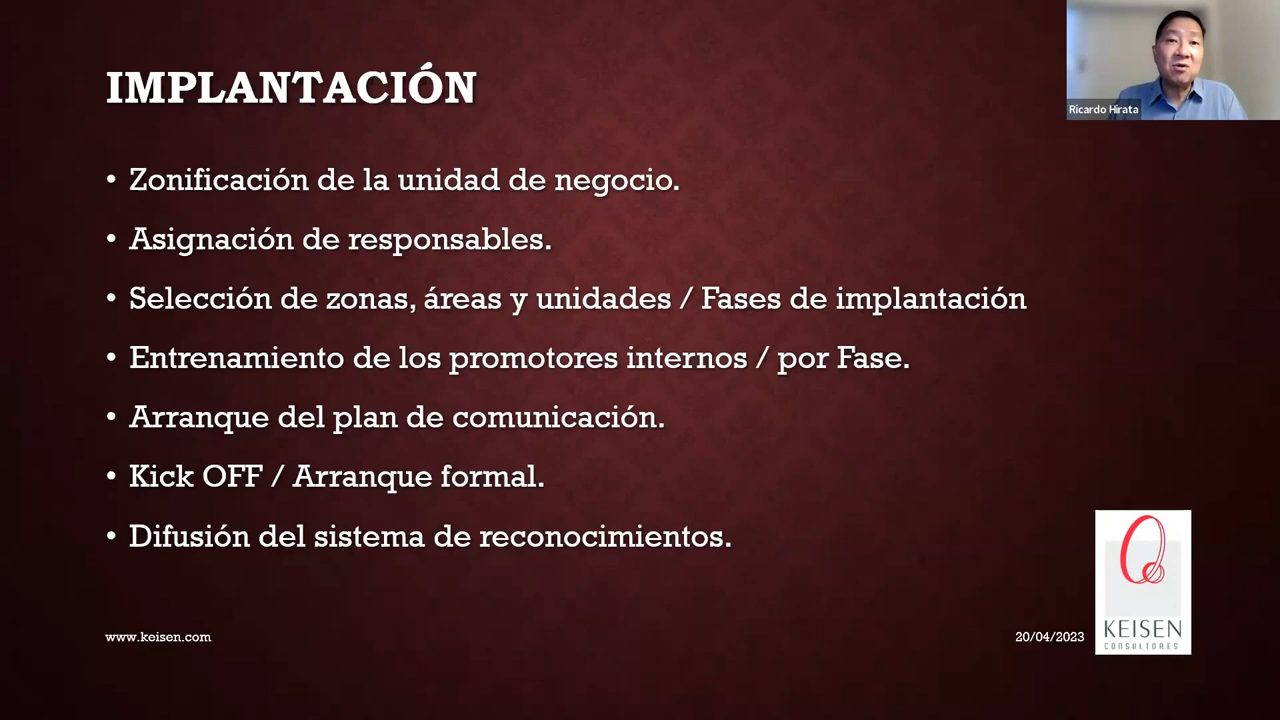 IMPLANTACIÓN
Ricardo Hirata
• Zonificación de la unidad de negocio.
• Asignación de responsables.
• Selección de zonas, áreas y unidades / Fases de implantación
• Entrenamiento de los promotores internos / por Fase.
• Arranque del plan de comunicación.
• Kick OFF / Arranque formal.
• Difusión del sistema de reconocimientos.
www.keisen.com
20/04/2023
KEISEN
CONSULTORES